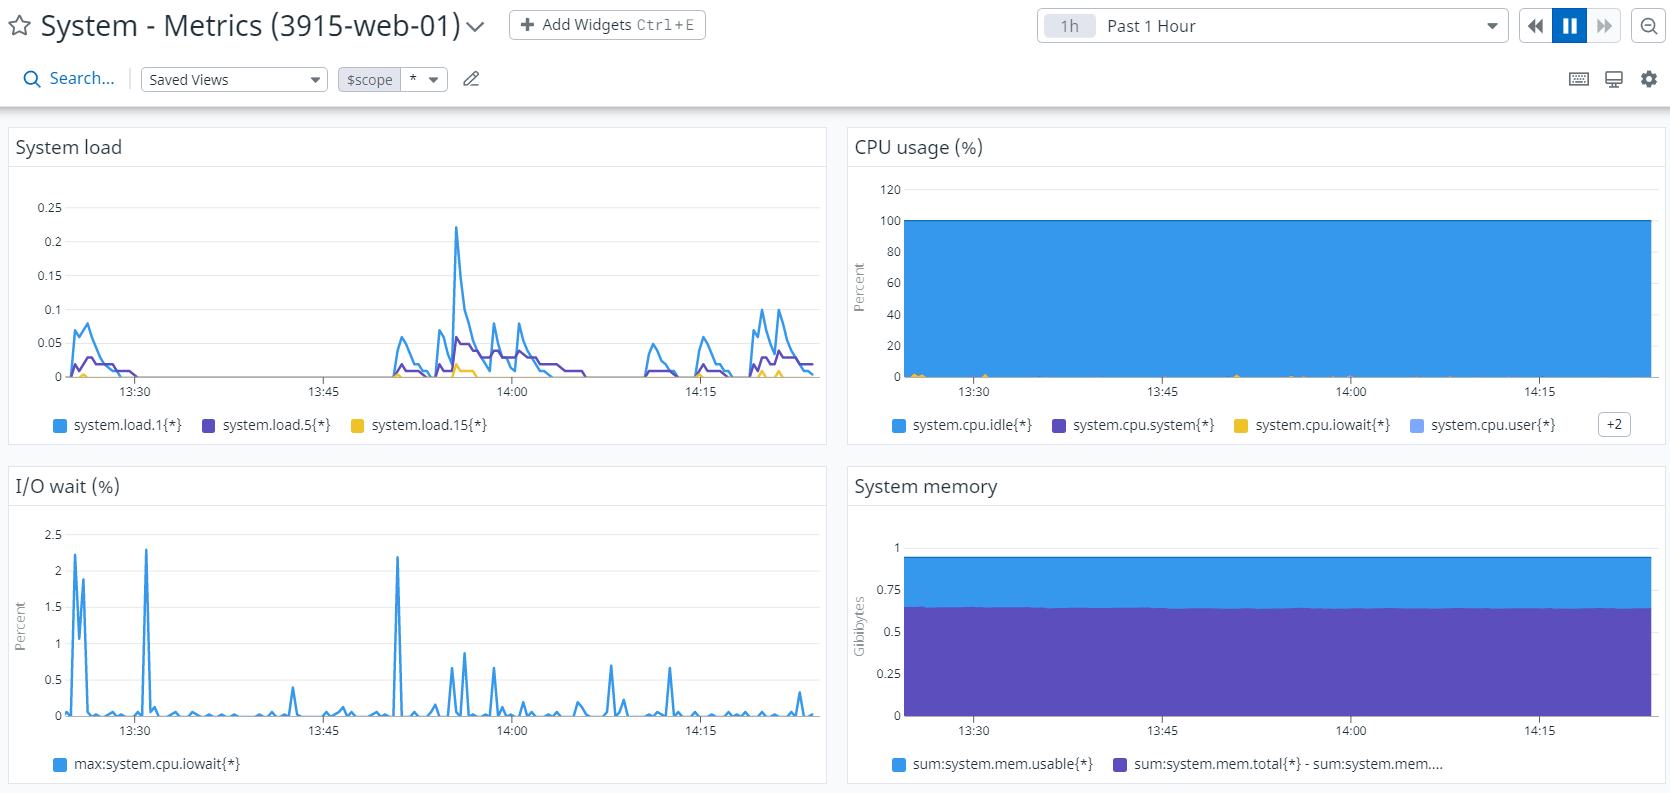 System - Metrics (3915-web-01)
Add Widgets Ctrl+E
1h Past 1 Hour
Search...
Saved Views
$scope *
System load
0.25
0.2
0.15
0.1
0.05
0
13:30 13:45 14:00 14:15
system.load.1{*} system.load.5{*} system.load.15{*}
CPU usage (%)
Percent
120
100
80
60
40
20
0
13:30 13:45 14:00 14:15
system.cpu.idle{*} system.cpu.system{*} system.cpu.iowait{*} system.cpu.user{*} +2
I/O wait (%)
Percent
2.5
2
1.5
1
0.5
0
13:30 13:45 14:00 14:15
max:system.cpu.iowait{*}
System memory
Gibibytes
1
0.75
0.5
0.25
0
13:30 13:45 14:00 14:15
sum:system.mem.usable{*} sum:system.mem.total{*} - sum:system.mem....